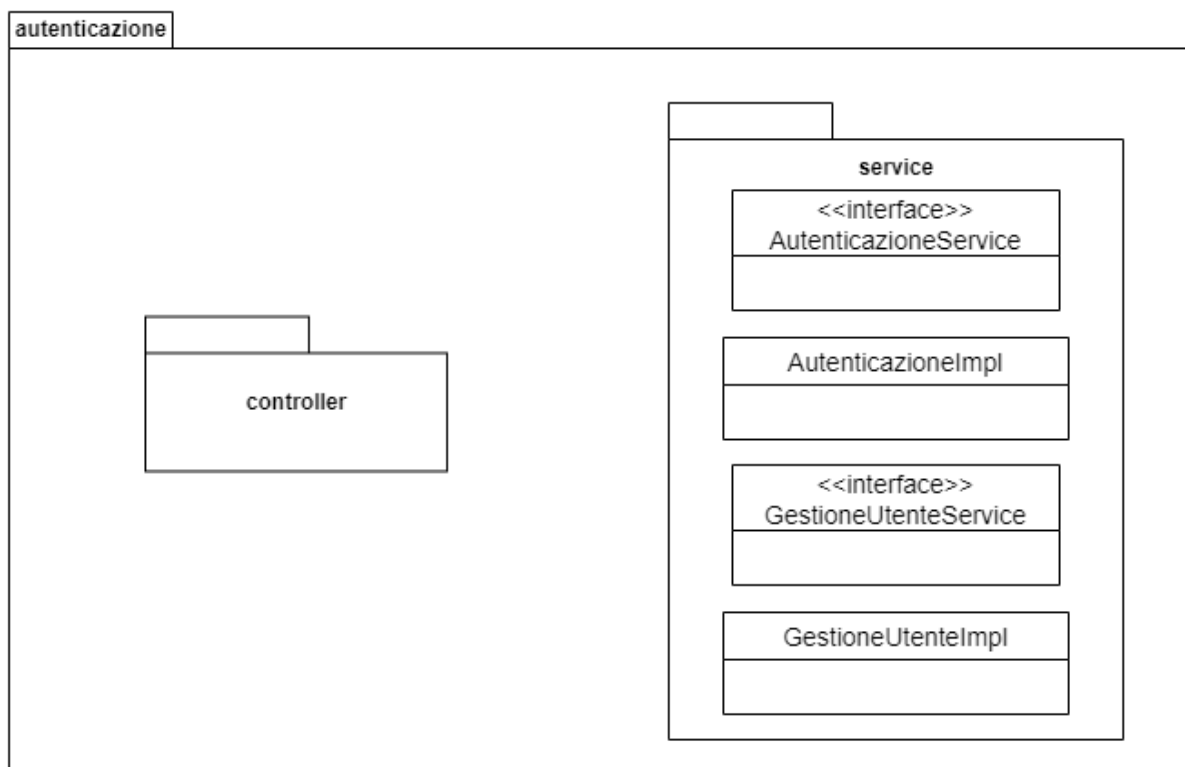 autenticazione
service
<<interface>>
AutenticazioneService
AutenticazioneImpl
controller
<<interface>>
GestioneUtenteService
GestioneUtenteImpl